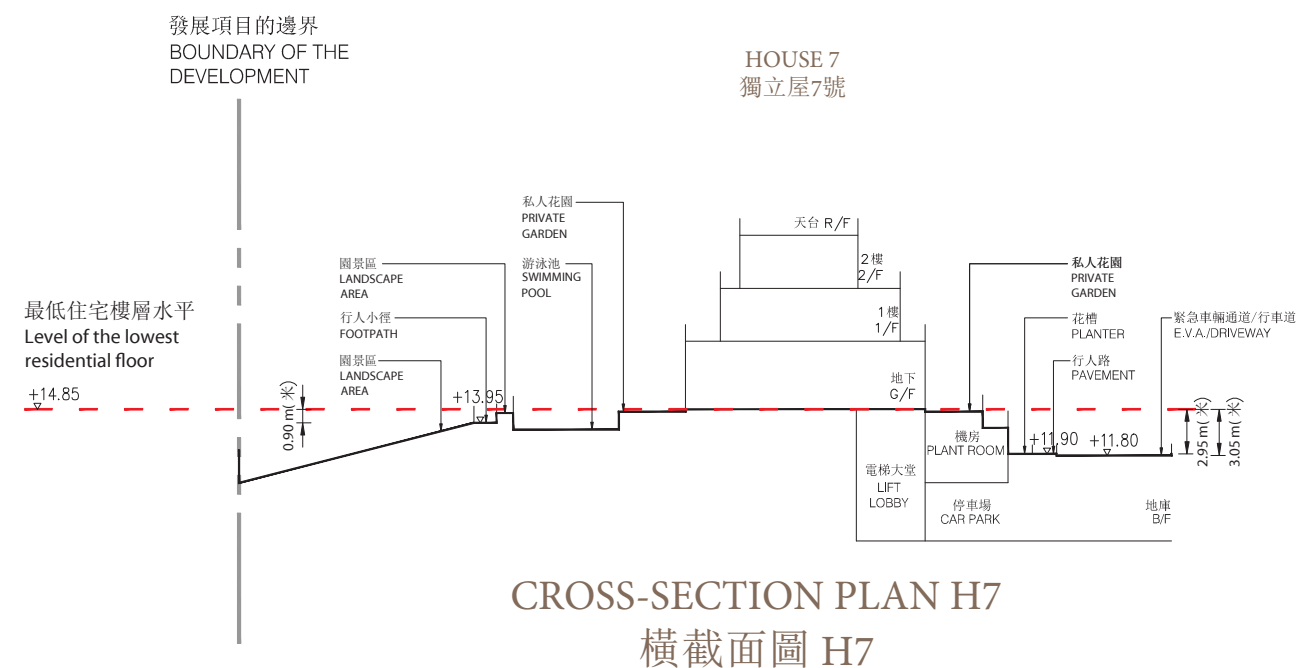 發展項目的邊界
BOUNDARY OF THE
DEVELOPMENT
HOUSE 7
獨立屋7號
私人花園
PRIVATE
GARDEN
天台 R/F
園景區
LANDSCAPE
AREA
游泳池
SWIMMING
POOL
2樓
2/F
私人花園
PRIVATE
GARDEN
最低住宅樓層水平
Level of the lowest
residential floor
行人小徑
FOOTPATH
1樓
1/F
花槽
PLANTER
緊急車輛通道/行車道
E.V.A./DRIVEWAY
園景區
LANDSCAPE
AREA
行人路
PAVEMENT
地下
G/F
+14.85
0.90 m(米)
+13.95
機房
PLANT ROOM
+11.90
+11.80
2.95 m(米)
3.05 m(米)
電梯大堂
LIFT
LOBBY
停車場
CAR PARK
地庫
B/F
CROSS-SECTION PLAN H7
橫截面圖 H7